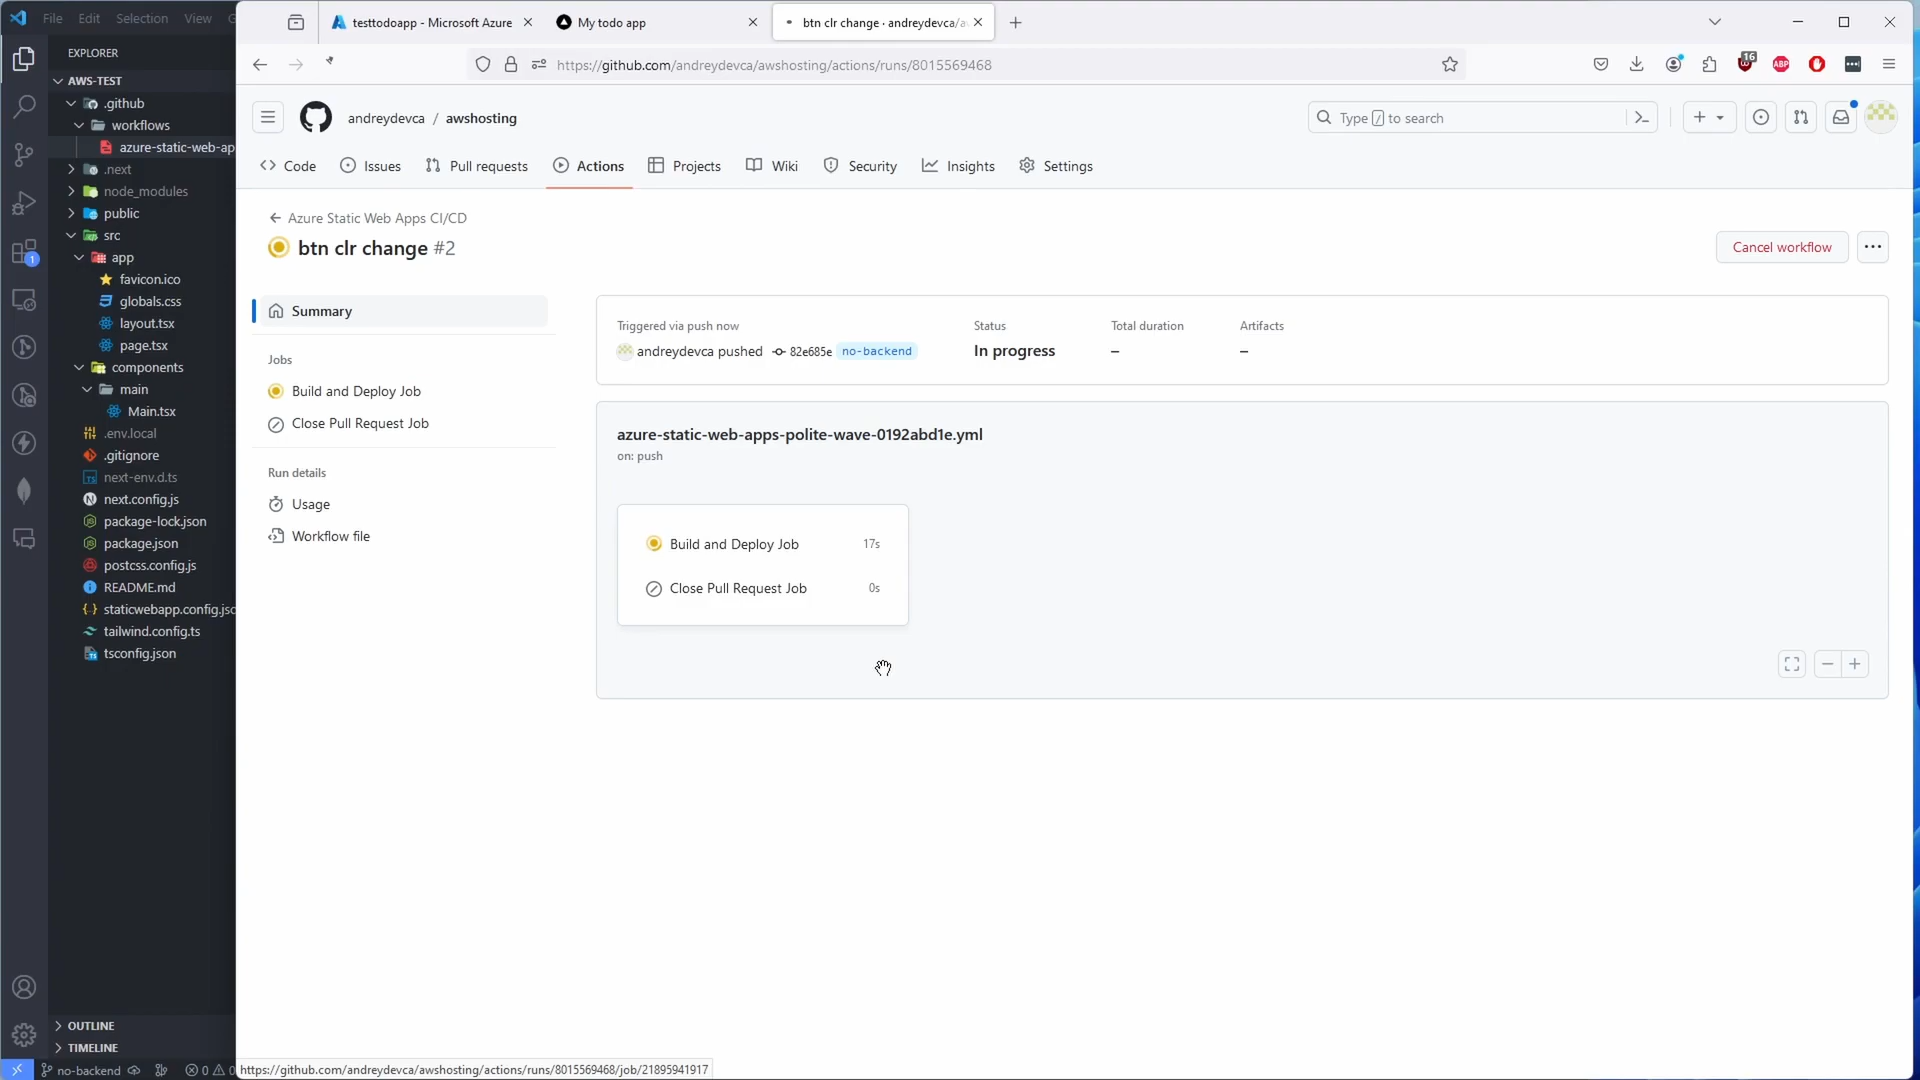 File Edit Selection View G
EXPLORER
AWS-TEST
.github
workflows
azure-static-web-ap
.next
node_modules
public
src
app
favicon.ico
globals.css
layout.tsx
page.tsx
components
main
Main.tsx
.env.local
.gitignore
next-env.d.ts
next.config.js
package-lock.json
package.json
postcss.config.js
README.md
staticwebapp.config.jsc
tailwind.config.ts
tsconfig.json
OUTLINE
TIMELINE
no-backend 0 0
1
testtodoapp - Microsoft Azure
My todo app
btn clr change · andreydevca/a
https://github.com/andreydevca/awshosting/actions/runs/8015569468
16
ABP
andreydevca / awshosting
Type / to search
Code
Issues
Pull requests
Actions
Projects
Wiki
Security
Insights
Settings
Azure Static Web Apps CI/CD
btn clr change #2
Cancel workflow
Summary
Jobs
Build and Deploy Job
Close Pull Request Job
Run details
Usage
Workflow file
Triggered via push now
andreydevca pushed 82e685e no-backend
Status
In progress
Total duration
–
Artifacts
–
azure-static-web-apps-polite-wave-0192abd1e.yml
on: push
Build and Deploy Job 17s
Close Pull Request Job 0s
https://github.com/andreydevca/awshosting/actions/runs/8015569468/job/21895941917